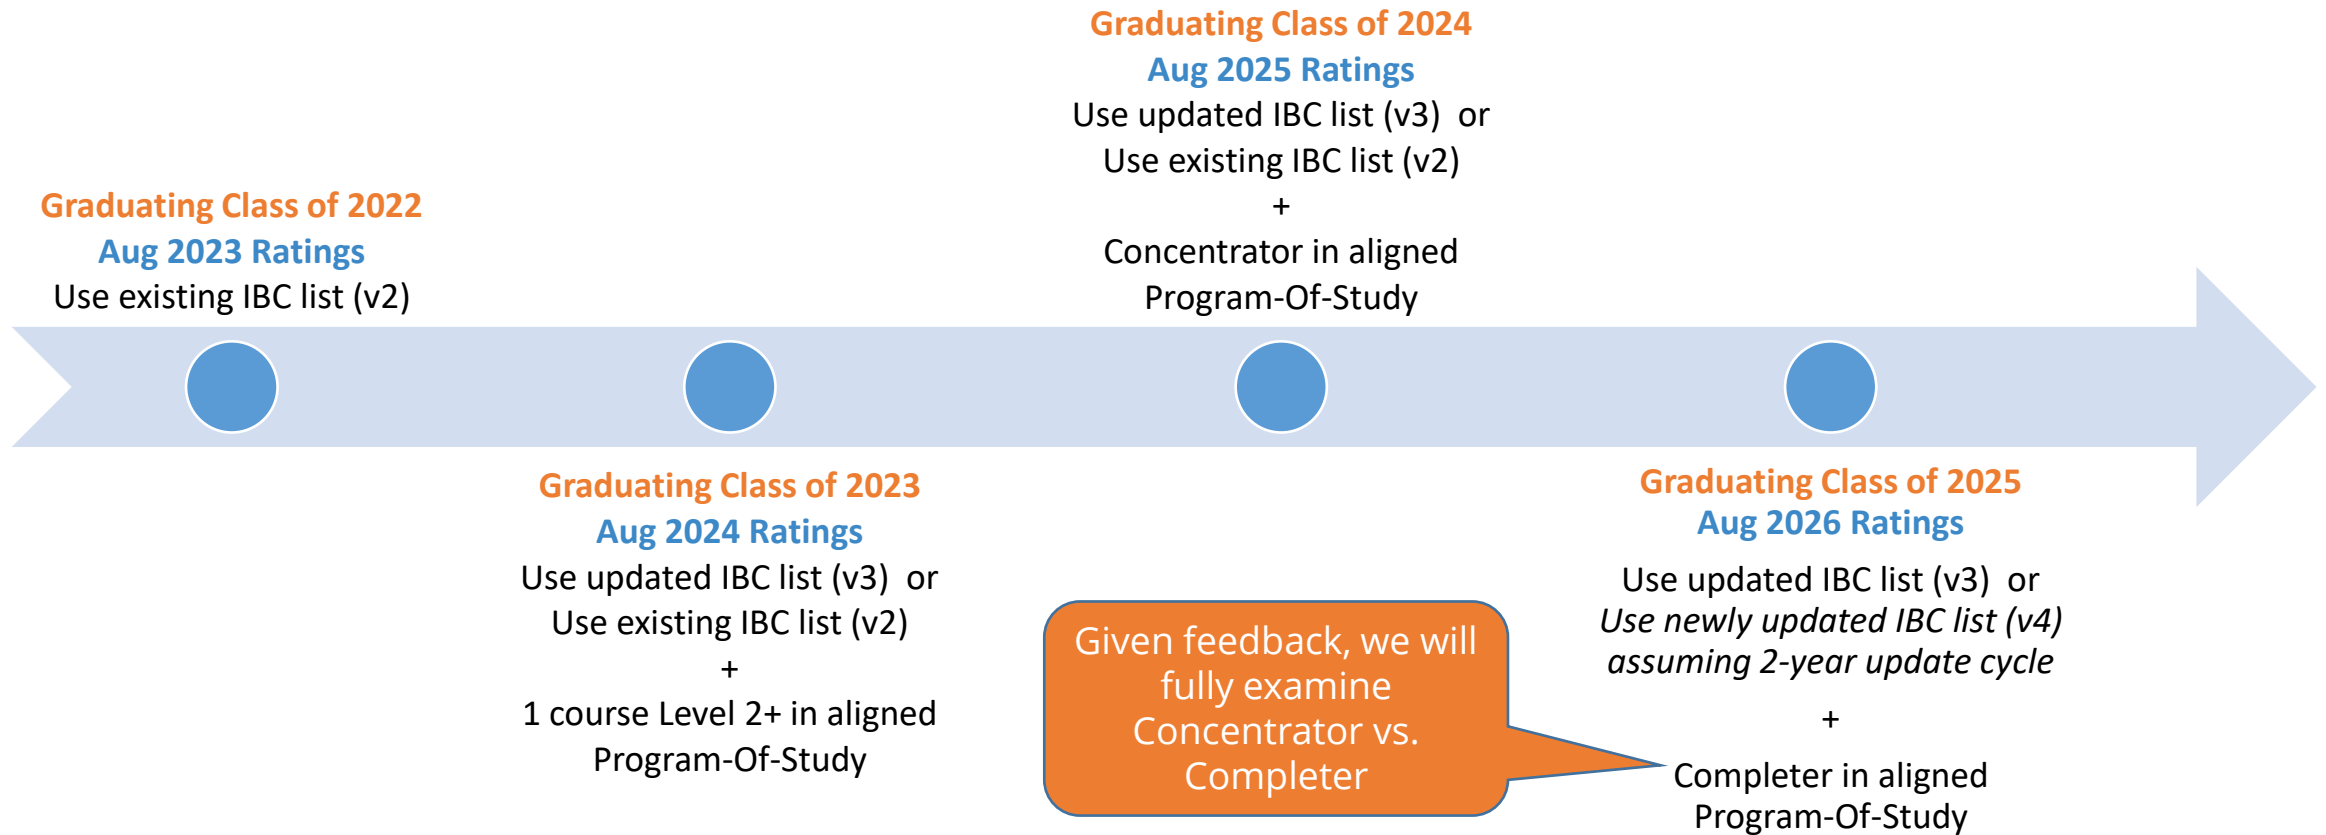 Graduating Class of 2022
Aug 2023 Ratings
Use existing IBC list (v2)
Graduating Class of 2023
Aug 2024 Ratings
Use updated IBC list (v3) or
Use existing IBC list (v2)
+
1 course Level 2+ in aligned
Program-Of-Study
Graduating Class of 2024
Aug 2025 Ratings
Use updated IBC list (v3) or
Use existing IBC list (v2)
+
Concentrator in aligned
Program-Of-Study
Given feedback, we will
fully examine
Concentrator vs.
Completer
Graduating Class of 2025
Aug 2026 Ratings
Use updated IBC list (v3) or
Use newly updated IBC list (v4)
assuming 2-year update cycle
+
Completer in aligned
Program-Of-Study